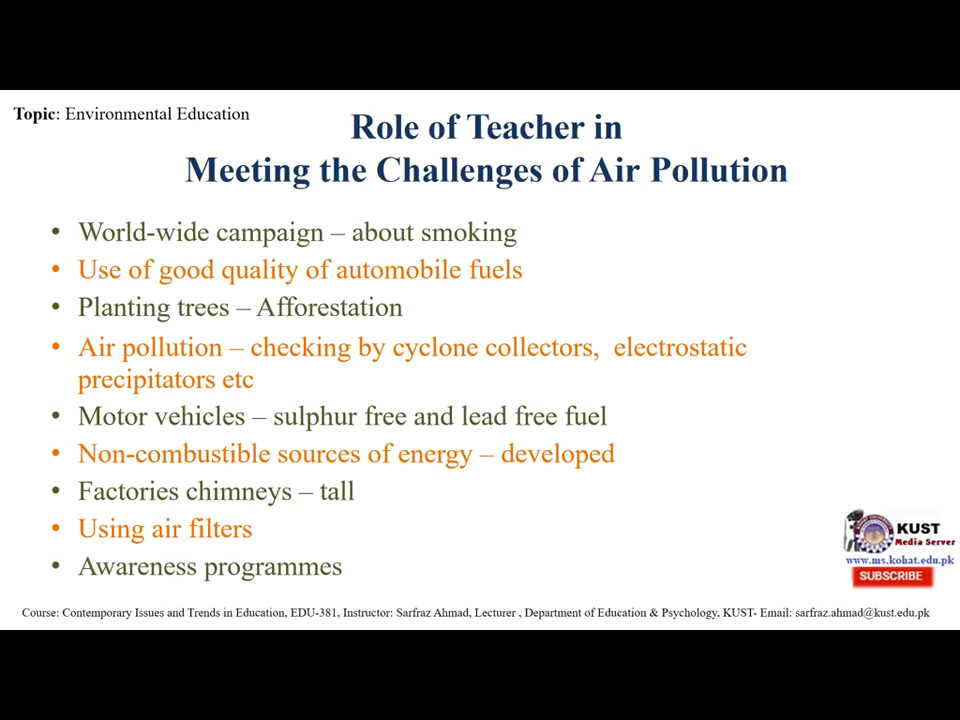 Topic: Environmental Education
Role of Teacher in
Meeting the Challenges of Air Pollution
• World-wide campaign – about smoking
• Use of good quality of automobile fuels
• Planting trees – Afforestation
• Air pollution – checking by cyclone collectors, electrostatic
precipitators etc
• Motor vehicles – sulphur free and lead free fuel
• Non-combustible sources of energy – developed
• Factories chimneys – tall
• Using air filters
• Awareness programmes
KUST
Media Server
www.ms.kohat.edu.pk
SUBSCRIBE
Course: Contemporary Issues and Trends in Education, EDU-381, Instructor: Sarfraz Ahmad, Lecturer , Department of Education & Psychology, KUST- Email: sarfraz.ahmad@kust.edu.pk